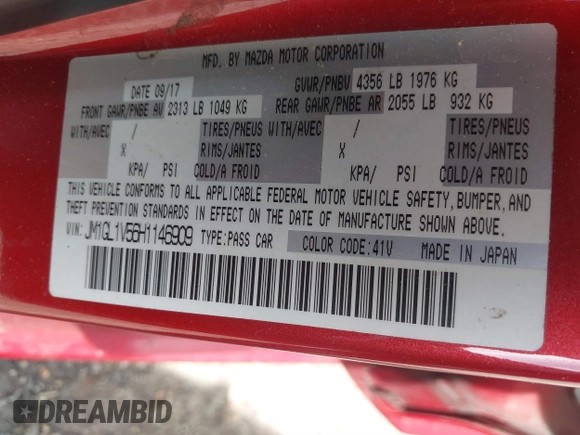 MFD. BY MAZDA MOTOR CORPORATION
DATE 09/17 GVWR/PNBV 4356 LB 1976 KG
FRONT GAWR/PNBE AV 2313 LB 1049 KG REAR GAWR/PNBE AR 2055 LB 932 KG
WITH/AVEC / TIRES/PNEUS WITH/AVEC / TIRES/PNEUS
X RIMS/JANTES X RIMS/JANTES
KPA/ PSI COLD/A FROID KPA/ PSI COLD/A FROID
THIS VEHICLE CONFORMS TO ALL APPLICABLE FEDERAL MOTOR VEHICLE SAFETY, BUMPER, AND
THEFT PREVENTION STANDARDS IN EFFECT ON THE DATE OF MANUFACTURE SHOWN ABOVE.
VIN: JM1GL1V56H1146909 TYPE:PASS CAR COLOR CODE:41V MADE IN JAPAN
DREAMBID